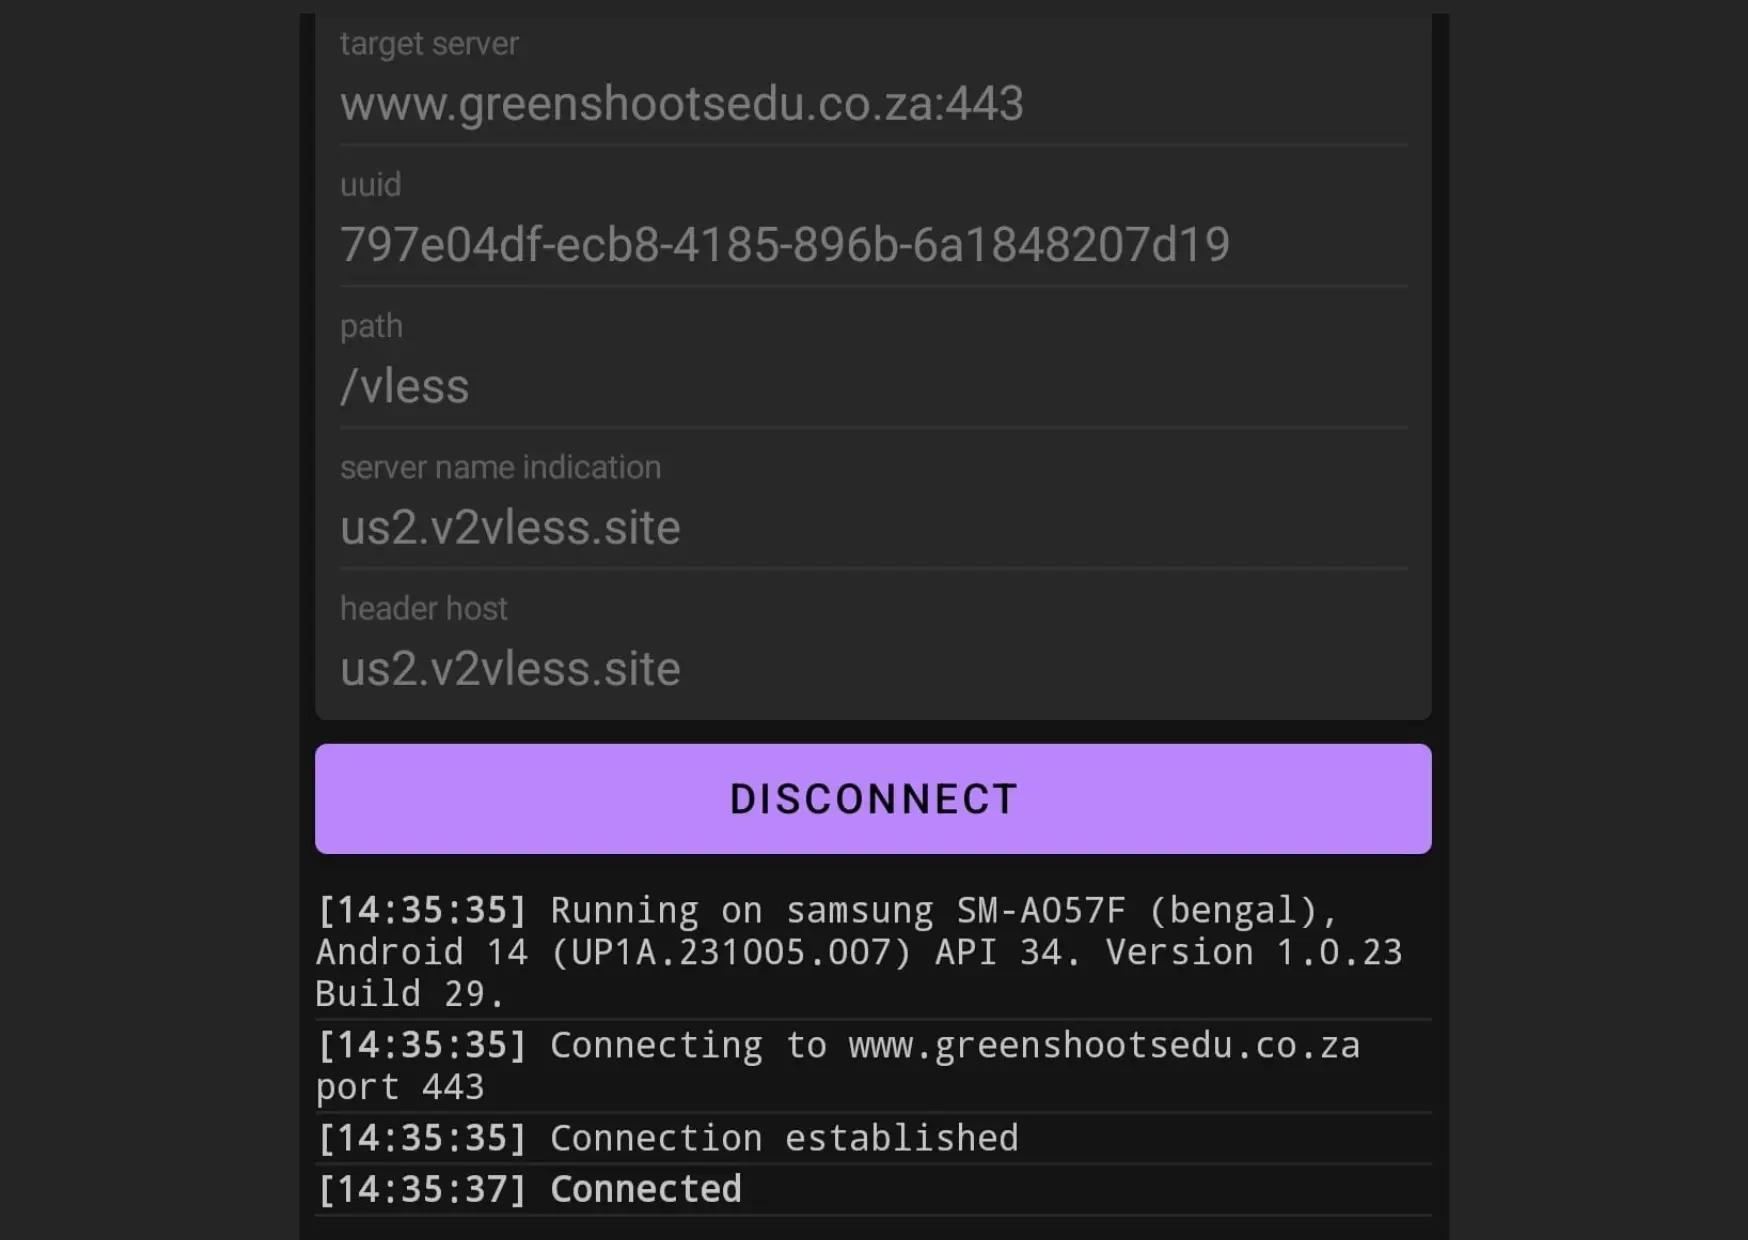 target server
www.greenshootsedu.co.za:443
uuid
797e04df-ecb8-4185-896b-6a1848207d19
path
/vless
server name indication
us2.v2vless.site
header host
us2.v2vless.site
DISCONNECT
[14:35:35] Running on samsung SM-A057F (bengal),
Android 14 (UP1A.231005.007) API 34. Version 1.0.23
Build 29.
[14:35:35] Connecting to www.greenshootsedu.co.za
port 443
[14:35:35] Connection established
[14:35:37] Connected